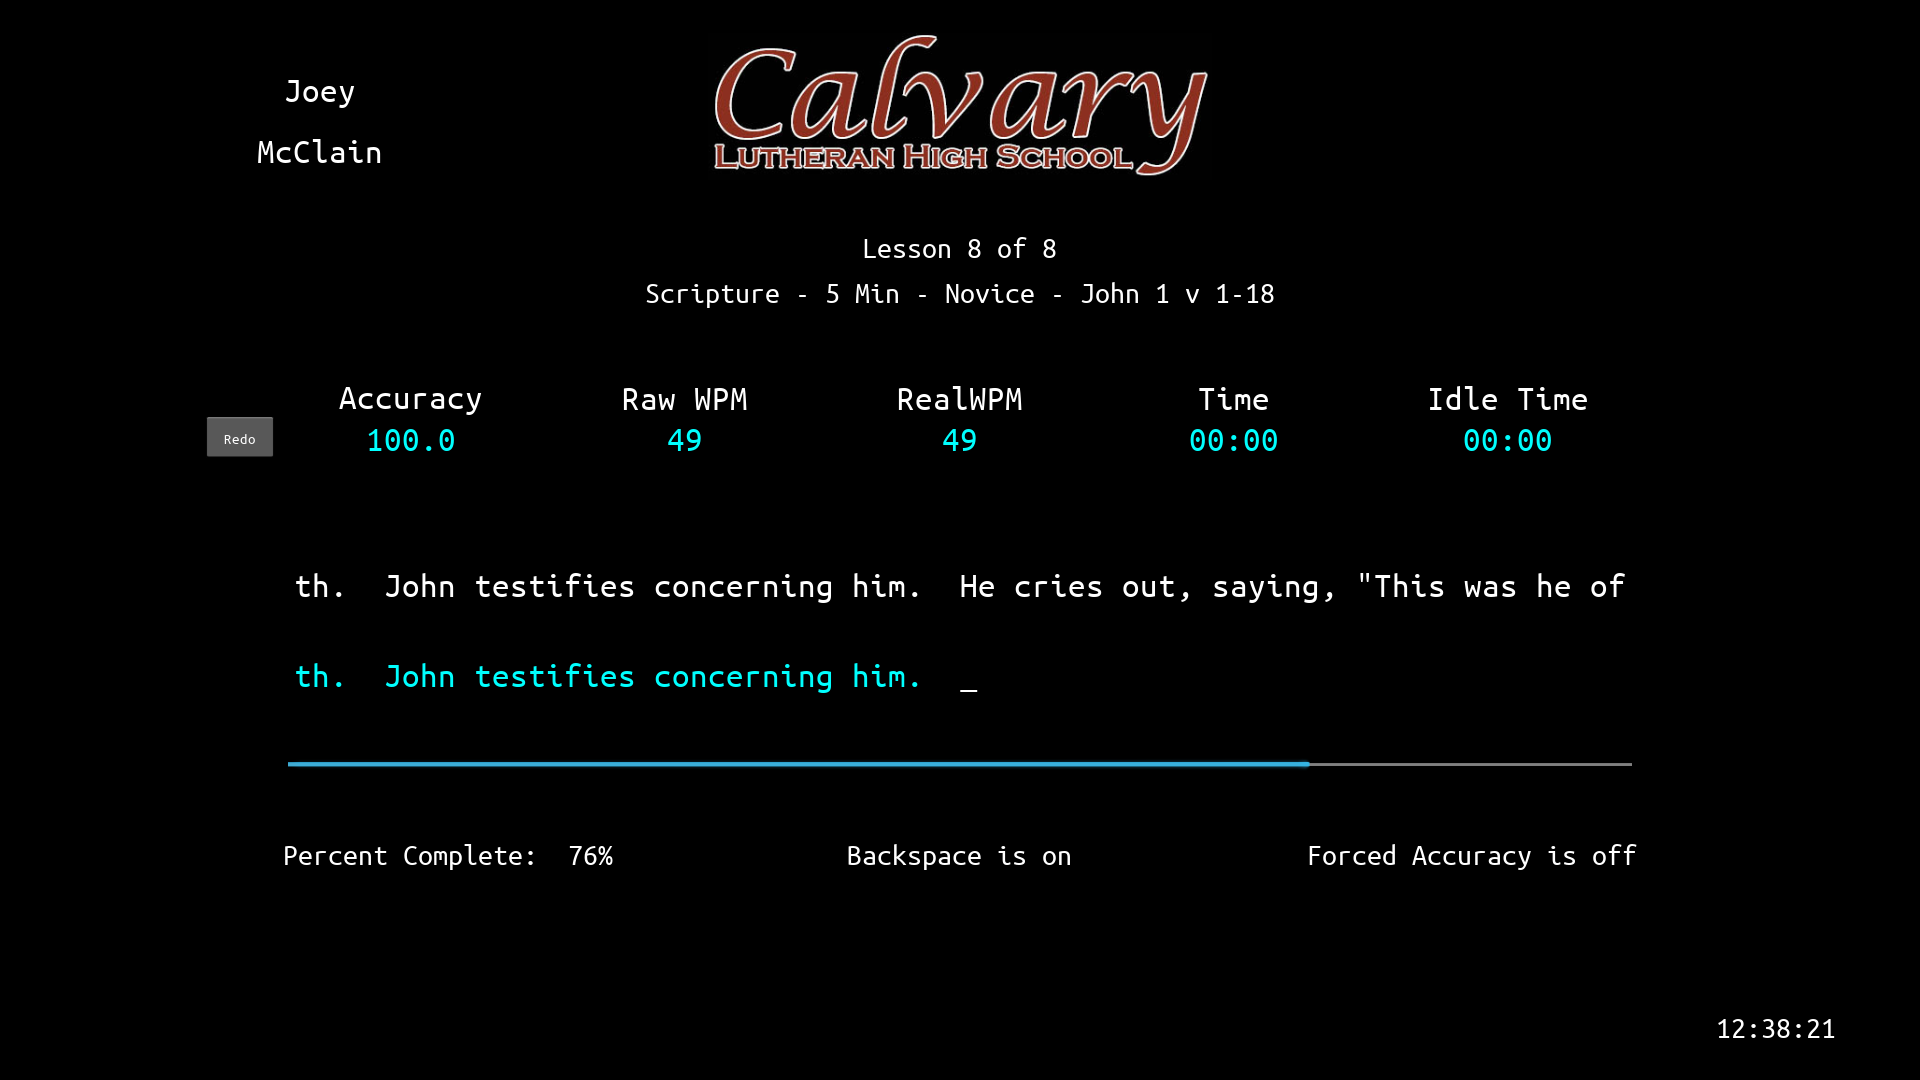 Joey
McClain
Calvary
LUTHERAN HIGH SCHOOL
Lesson 8 of 8
Scripture - 5 Min - Novice - John 1 v 1-18
Redo
Accuracy Raw WPM RealWPM Time Idle Time
100.0 49 49 00:00 00:00
th.  John testifies concerning him.  He cries out, saying, "This was he of
th.  John testifies concerning him.  _
Percent Complete:  76% Backspace is on Forced Accuracy is off
12:38:21